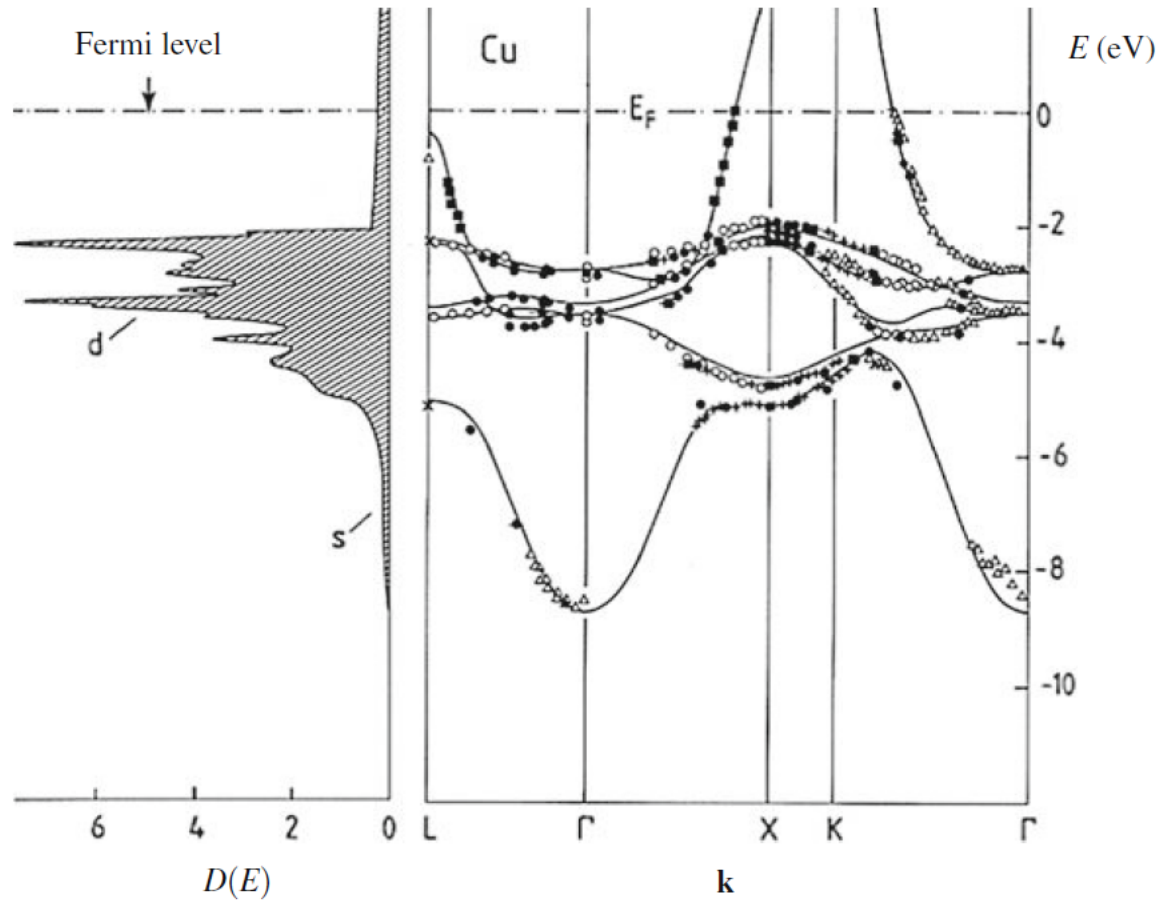 Fermi level
Cu
E (eV)
E_F
0
-2
-4
-6
-8
-10
d
s
6 4 2 0
L Γ X K Γ
D(E)
k